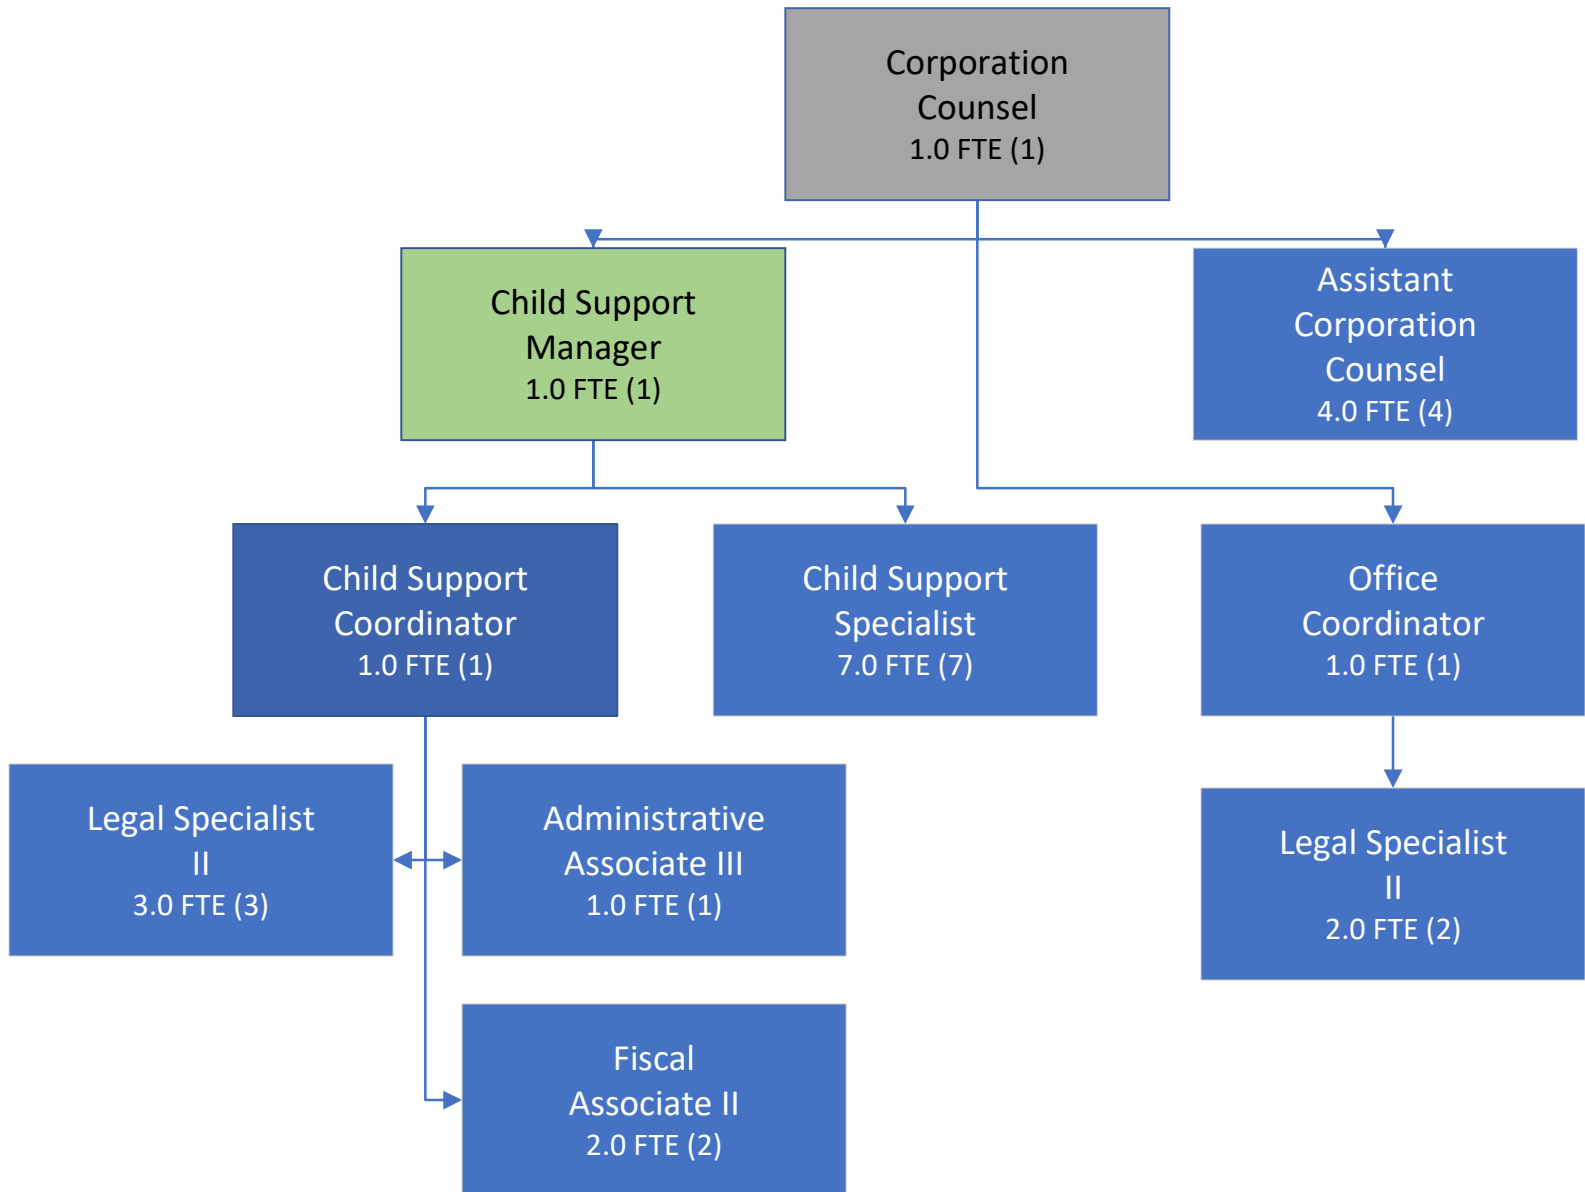 Corporation
Counsel
1.0 FTE (1)
Child Support
Manager
1.0 FTE (1)
Assistant
Corporation
Counsel
4.0 FTE (4)
Child Support
Coordinator
1.0 FTE (1)
Child Support
Specialist
7.0 FTE (7)
Office
Coordinator
1.0 FTE (1)
Legal Specialist
II
3.0 FTE (3)
Administrative
Associate III
1.0 FTE (1)
Legal Specialist
II
2.0 FTE (2)
Fiscal
Associate II
2.0 FTE (2)